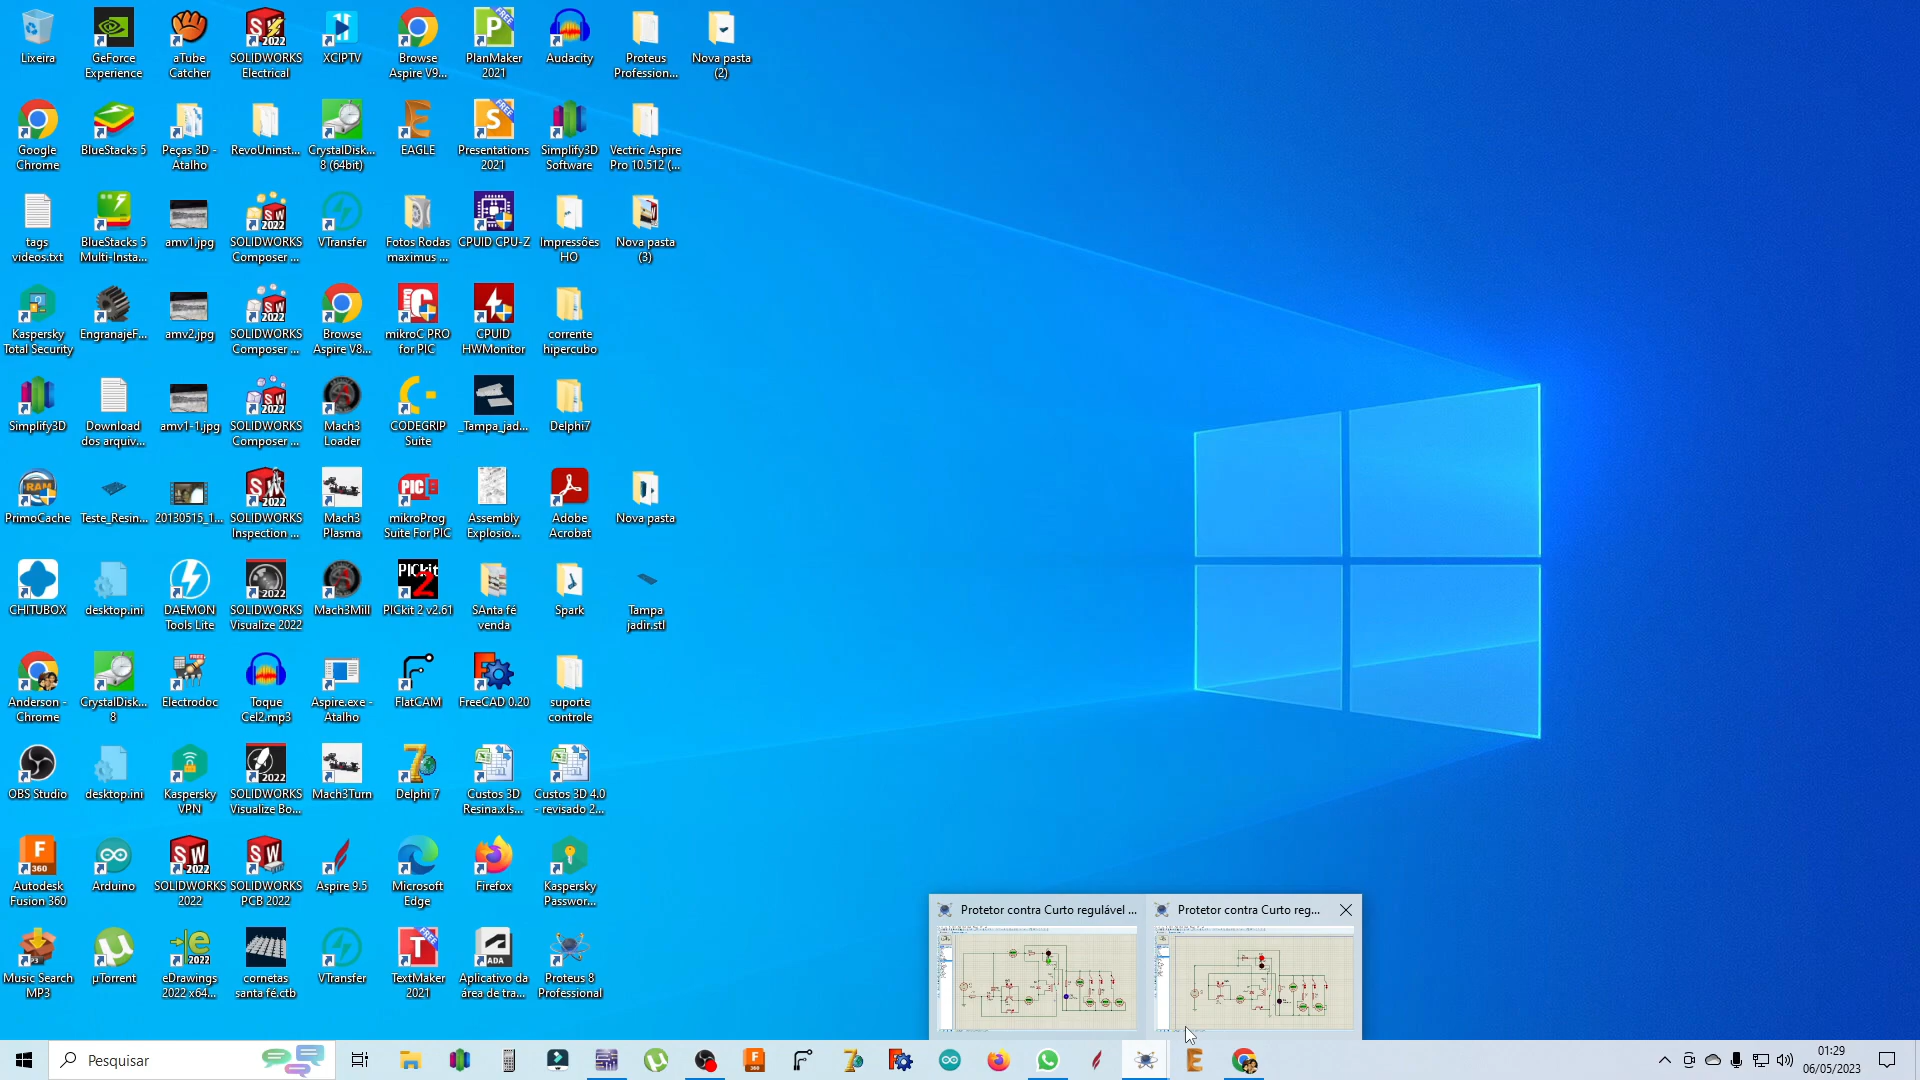 Lixeira
GeForce
Experience
aTube
Catcher
SOLIDWORKS
Electrical
XCIPTV
Browse
Aspire V9...
PlanMaker
2021
Audacity
Proteus
Profession...
Nova pasta
(2)
Google
Chrome
BlueStacks 5
Peças 3D -
Atalho
RevoUninst...
CrystalDisk...
8 (64bit)
EAGLE
Presentations
2021
Simplify3D
Software
Vectric Aspire
Pro 10.512 (...
tags
videos.txt
BlueStacks 5
Multi-Insta...
amv1.jpg
SOLIDWORKS
Composer ...
VTransfer
Fotos Rodas
maximus ...
CPUID CPU-Z
Impressões
HO
Nova pasta
(3)
Kaspersky
Total Security
EngranajeF...
amv2.jpg
SOLIDWORKS
Composer ...
Browse
Aspire V8...
mikroC PRO
for PIC
CPUID
HWMonitor
corrente
hipercubo
Simplify3D
Download
dos arquiv...
amv1-1.jpg
SOLIDWORKS
Composer ...
Mach3
Loader
CODEGRIP
Suite
_Tampa_jad...
Delphi7
PrimoCache
Teste_Resin...
20130515_1...
SOLIDWORKS
Inspection ...
Mach3
Plasma
mikroProg
Suite For PIC
Assembly
Explosio...
Adobe
Acrobat
Nova pasta
CHITUBOX
desktop.ini
DAEMON
Tools Lite
SOLIDWORKS
Visualize 2022
Mach3Mill
PICkit 2 v2.61
SAnta fé
venda
Spark
Tampa
jadir.stl
Anderson -
Chrome
CrystalDisk...
8
Electrodoc
Toque
Cel2.mp3
Aspire.exe -
Atalho
FlatCAM
FreeCAD 0.20
suporte
controle
OBS Studio
desktop.ini
Kaspersky
VPN
SOLIDWORKS
Visualize Bo...
Mach3Turn
Delphi 7
Custos 3D
Resina.xls...
Custos 3D 4.0
- revisado 2...
Autodesk
Fusion 360
Arduino
SOLIDWORKS
2022
SOLIDWORKS
PCB 2022
Aspire 9.5
Microsoft
Edge
Firefox
Kaspersky
Passwor...
Music Search
MP3
µTorrent
eDrawings
2022 x64...
cornetas
santa fé.ctb
VTransfer
TextMaker
2021
Aplicativo da
área de tra...
Proteus 8
Professional
Protetor contra Curto regulável ...
Protetor contra Curto reg...
Pesquisar
01:29
06/05/2023